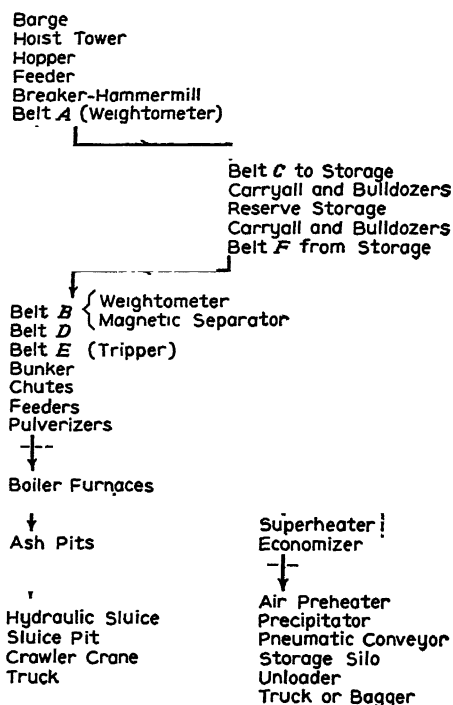 Barge
Hoist Tower
Hopper
Feeder
Breaker-Hammermill
Belt A (Weightometer)
Belt C to Storage
Carryall and Bulldozers
Reserve Storage
Carryall and Bulldozers
Belt F from Storage
Belt B { Weightometer
Magnetic Separator
Belt D
Belt E (Tripper)
Bunker
Chutes
Feeders
Pulverizers
Boiler Furnaces
Ash Pits
Hydraulic Sluice
Sluice Pit
Crawler Crane
Truck
Superheater
Economizer
Air Preheater
Precipitator
Pneumatic Conveyor
Storage Silo
Unloader
Truck or Bagger